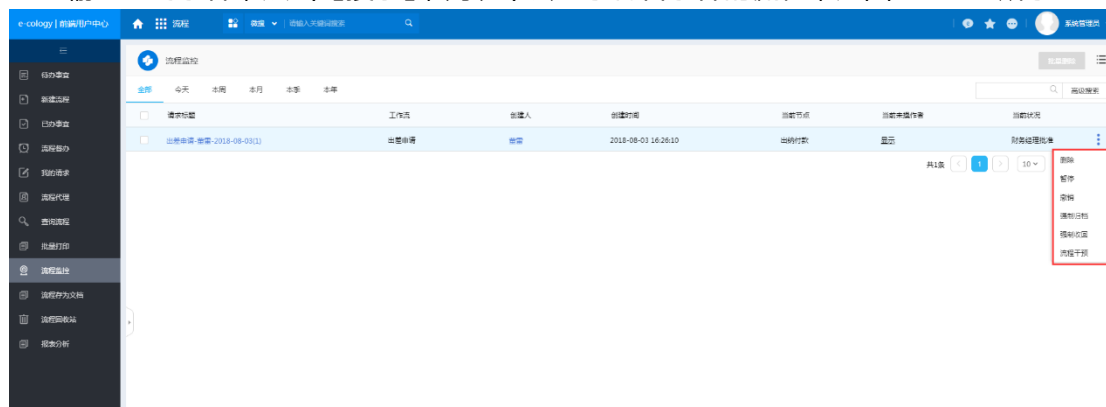 e-cology | 前端用户中心 流程 微搜 请输入关键词搜索 系统管理员
流程监控 批量删除
全部 今天 本周 本月 本季 本年 高级搜索
请求标题 工作流 创建人 创建时间 当前节点 当前未操作者 当前状况
出差申请-荣雷-2018-08-03(1) 出差申请 荣雷 2018-08-03 16:26:10 出纳付款 显示 财务经理批准
共1条 1 10
删除
暂停
撤销
强制归档
强制收回
流程干预
待办事宜
新建流程
已办事宜
流程督办
我的请求
流程代理
查询流程
批量打印
流程监控
流程存为文档
流程回收站
报表分析